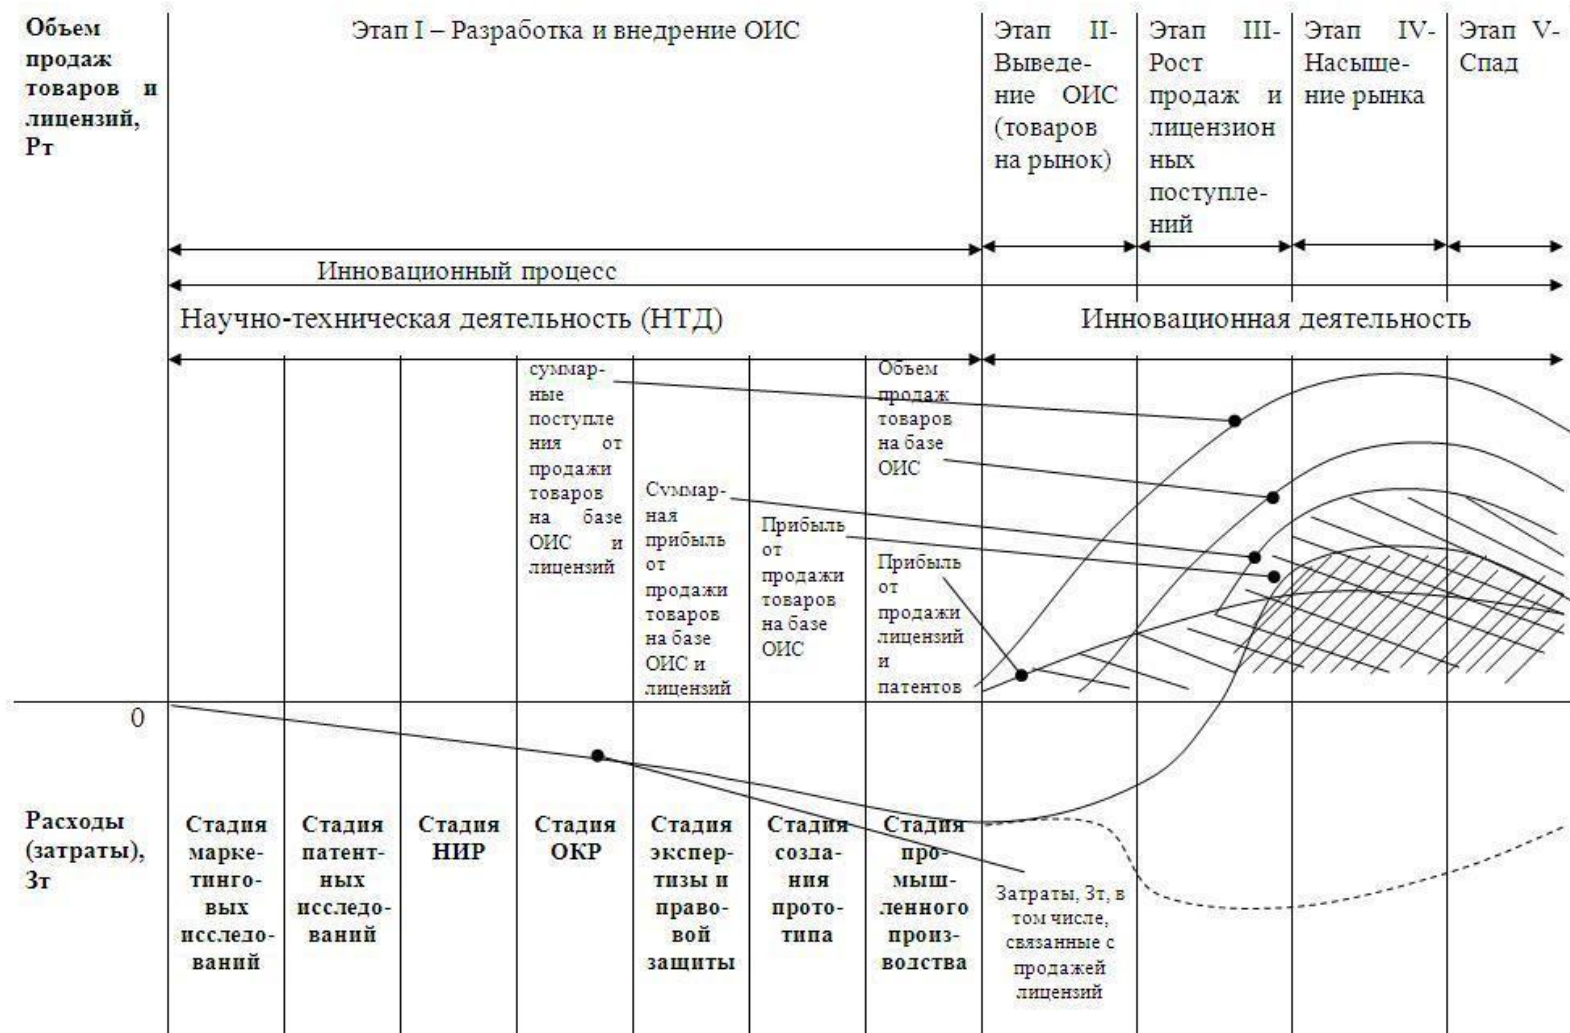 Объем
продаж
товаров и
лицензий,
Рт
Этап I – Разработка и внедрение ОИС
Этап II-
Выведе-
ние ОИС
(товаров
на рынок)
Этап III-
Рост
продаж и
лицензион
ных
поступле-
ний
Этап IV-
Насыще-
ние рынка
Этап V-
Спад
Инновационный процесс
Научно-техническая деятельность (НТД)
Инновационная деятельность
суммар-
ные
поступле
ния от
продажи
товаров
на базе
ОИС и
лицензий
Суммар-
ная
прибыль
от
продажи
товаров
на базе
ОИС и
лицензий
Прибыль
от
продажи
товаров
на базе
ОИС
Объем
продаж
товаров
на базе
ОИС
Прибыль
от
продажи
лицензий
и
патентов
0
Расходы
(затраты),
Зт
Стадия
марке-
тинго-
вых
исследо-
ваний
Стадия
патент-
ных
исследо-
ваний
Стадия
НИР
Стадия
ОКР
Стадия
экспер-
тизы и
право-
вой
защиты
Стадия
созда-
ния
прото-
типа
Стадия
про-
мыш-
ленного
произ-
водства
Затраты, Зт, в
том числе,
связанные с
продажей
лицензий